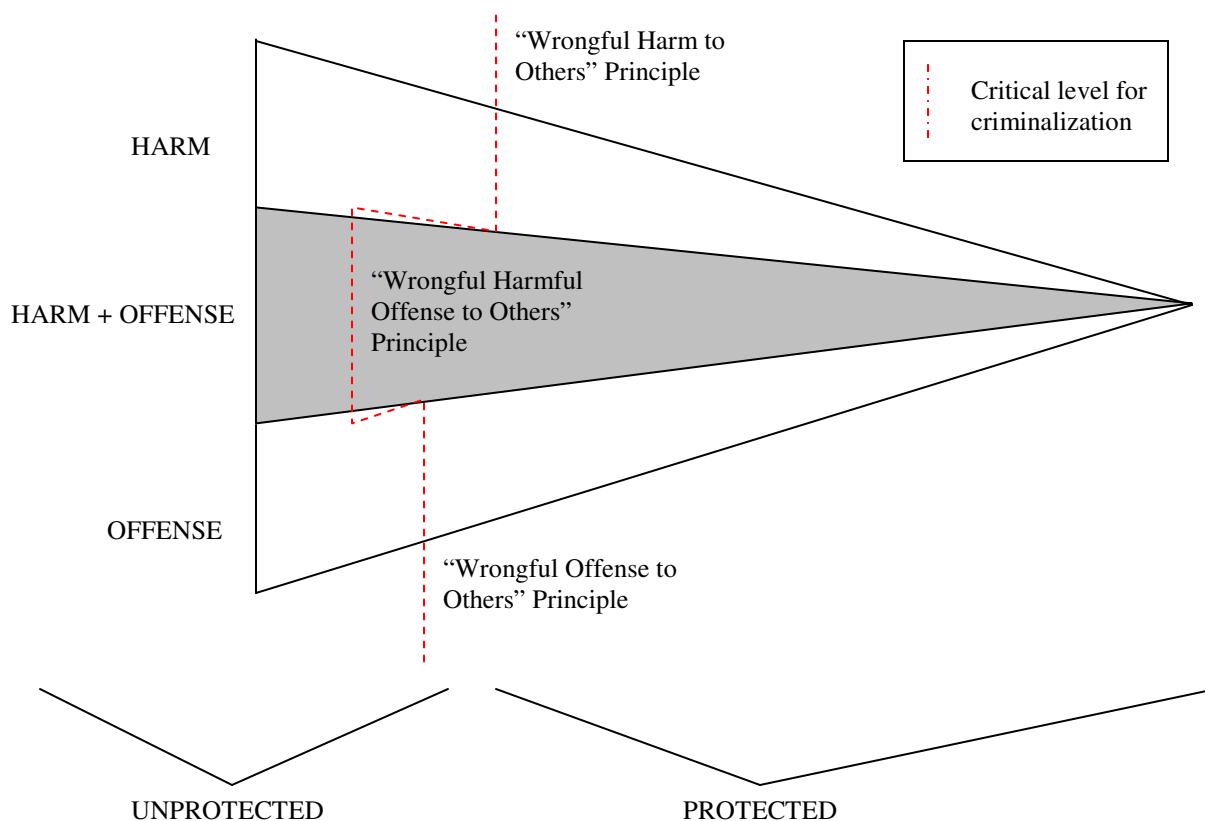 “Wrongful Harm to
Others” Principle
Critical level for
criminalization
HARM
“Wrongful Harmful
Offense to Others”
Principle
HARM + OFFENSE
OFFENSE
“Wrongful Offense to
Others” Principle
UNPROTECTED
PROTECTED